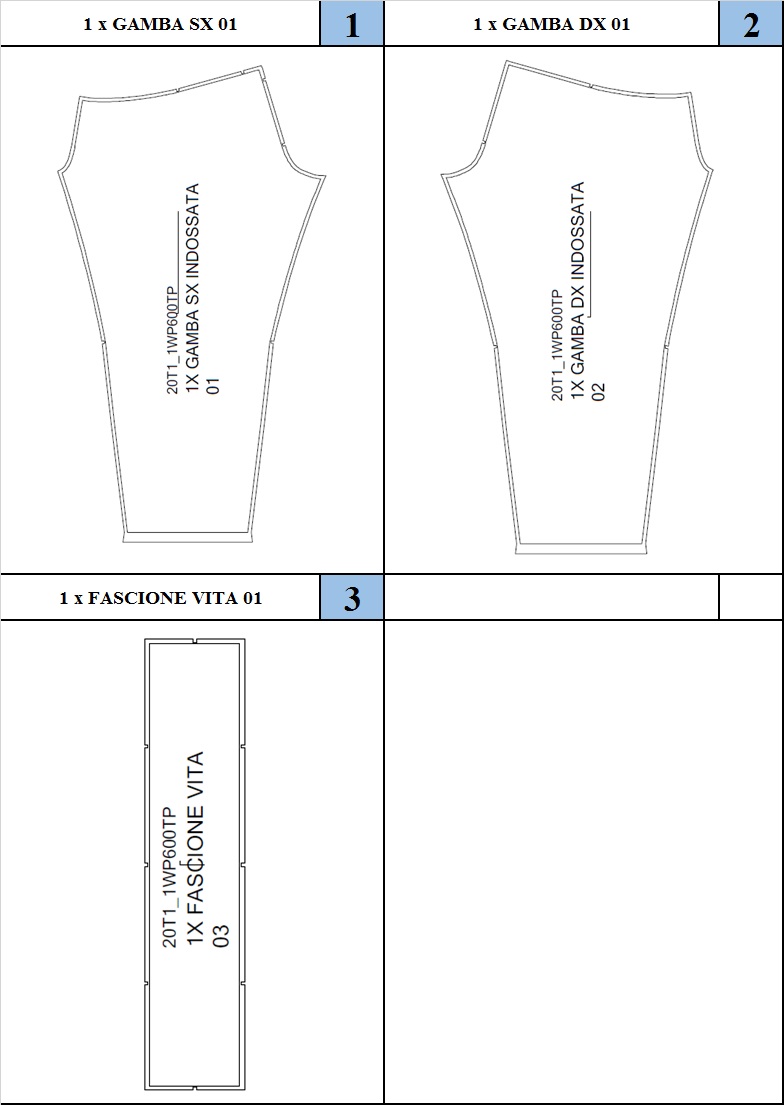 1 x GAMBA SX 01
1
1 x GAMBA DX 01
2
20T1_1WP600TP
1X GAMBA SX INDOSSATA
01
20T1_1WP600TP
1X GAMBA DX INDOSSATA
02
1 x FASCIONE VITA 01
3
20T1_1WP600TP
1X FASCIONE VITA
03